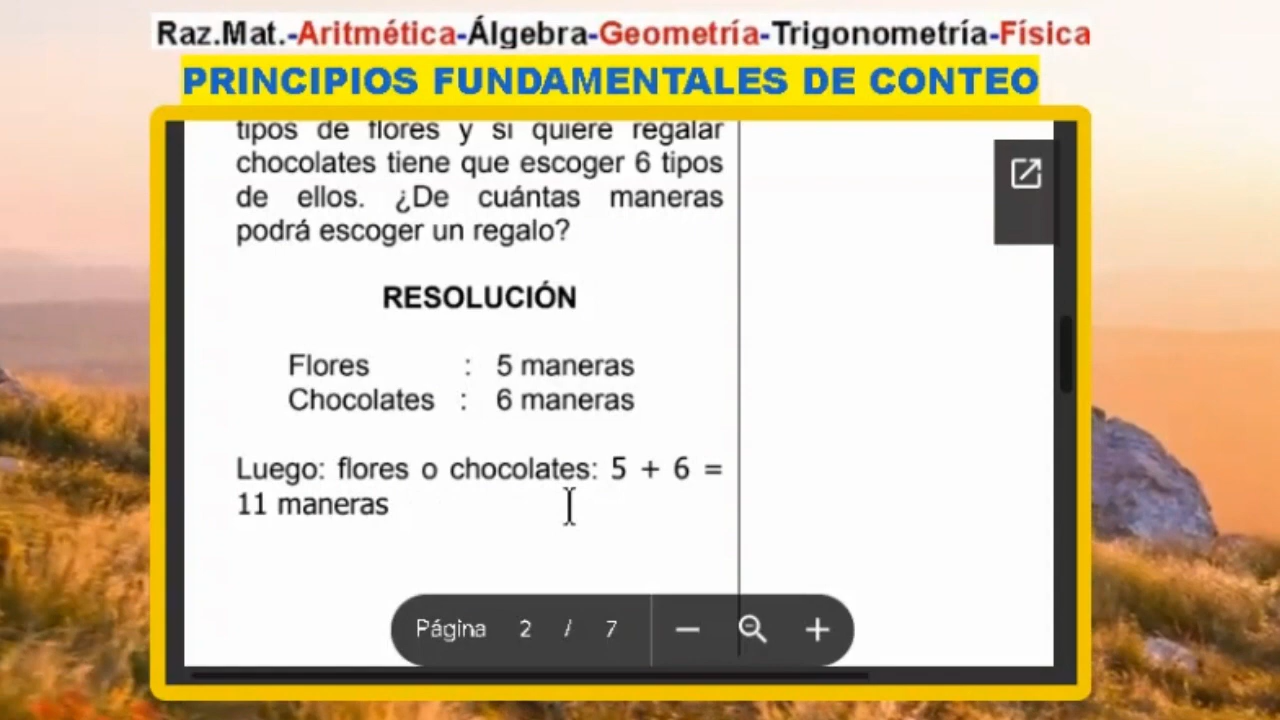 Raz.Mat.-Aritmética-Álgebra-Geometría-Trigonometría-Física
PRINCIPIOS FUNDAMENTALES DE CONTEO
tipos de flores y si quiere regalar
chocolates tiene que escoger 6 tipos
de ellos. ¿De cuántas maneras
podrá escoger un regalo?
RESOLUCIÓN
Flores : 5 maneras
Chocolates : 6 maneras
Luego: flores o chocolates: 5 + 6 =
11 maneras
Página 2 / 7